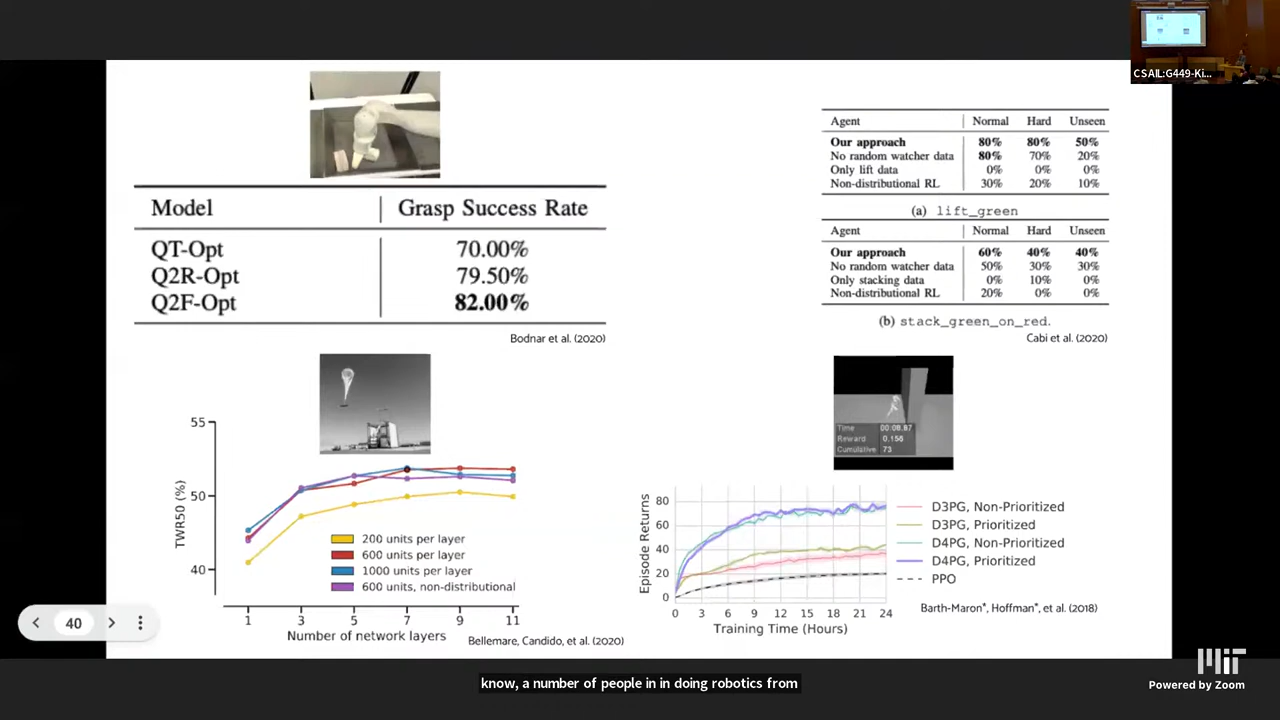 CSAIL:G449-Ki...
Model Grasp Success Rate
QT-Opt 70.00%
Q2R-Opt 79.50%
Q2F-Opt 82.00%
Bodnar et al. (2020)
Agent Normal Hard Unseen
Our approach 80% 80% 50%
No random watcher data 80% 70% 20%
Only lift data 0% 0% 0%
Non-distributional RL 30% 20% 10%
(a) lift_green
Agent Normal Hard Unseen
Our approach 60% 40% 40%
No random watcher data 50% 30% 30%
Only stacking data 0% 10% 0%
Non-distributional RL 20% 0% 0%
(b) stack_green_on_red.
Cabi et al. (2020)
55
50
40
TWR50 (%)
200 units per layer
600 units per layer
1000 units per layer
600 units, non-distributional
1 3 5 7 9 11
Number of network layers
Bellemare, Candido, et al. (2020)
Time 00:08.87
Reward 0.156
Cumulative 73
80
60
40
20
0
Episode Returns
0 3 6 9 12 15 18 21 24
Training Time (Hours)
D3PG, Non-Prioritized
D3PG, Prioritized
D4PG, Non-Prioritized
D4PG, Prioritized
PPO
Barth-Maron*, Hoffman*, et al. (2018)
40
know, a number of people in in doing robotics from
MIT
Powered by Zoom